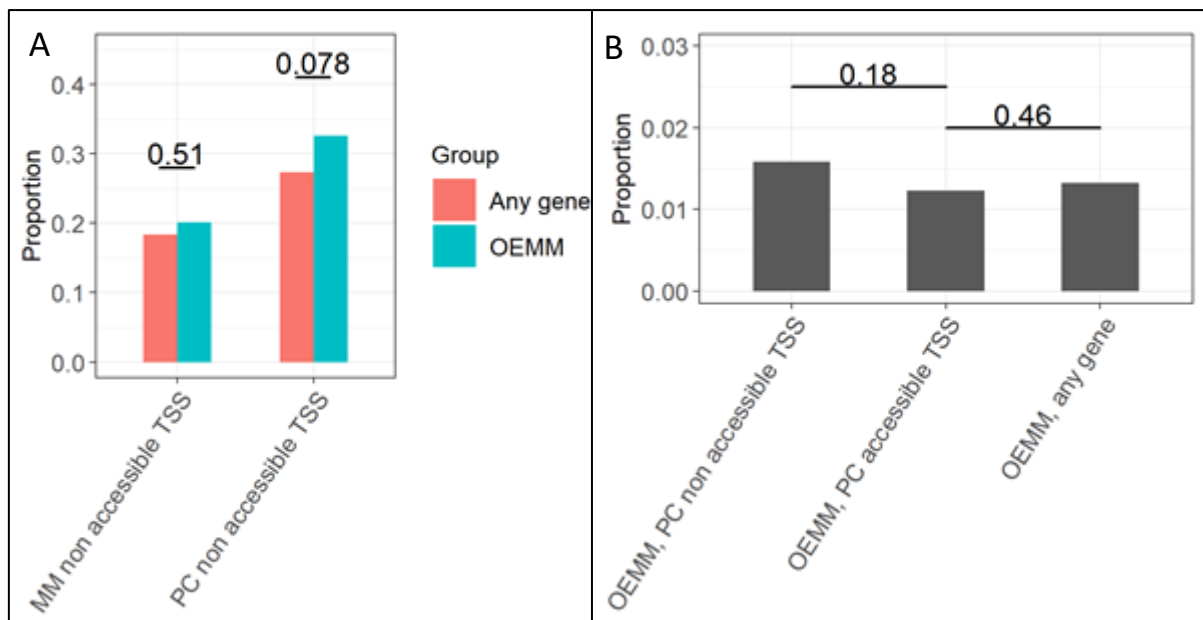 A
Proportion
0.4
0.3
0.2
0.1
0.0
0.51
0.078
MM non accessible TSS
PC non accessible TSS
Group
Any gene
OEMM
B
Proportion
0.03
0.02
0.01
0.00
0.18
0.46
OEMM, PC non accessible TSS
OEMM, PC accessible TSS
OEMM, any gene